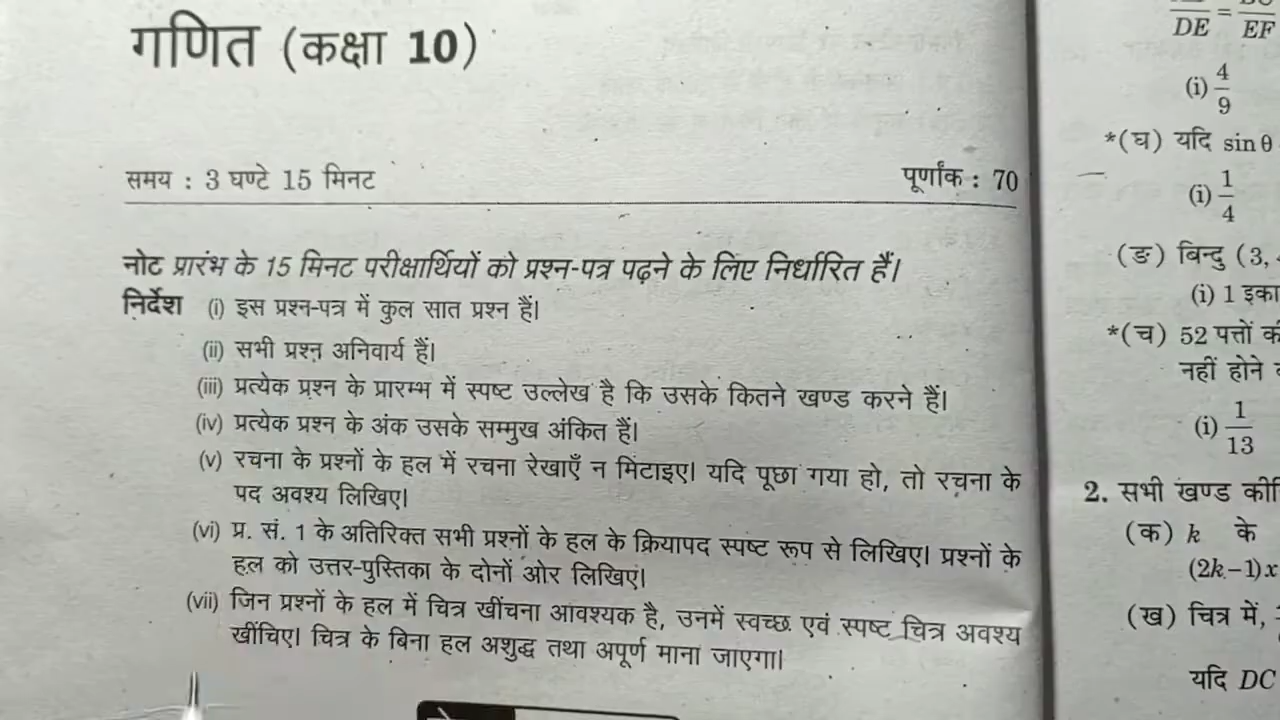 गणित (कक्षा 10)
समय : 3 घण्टे 15 मिनट
पूर्णांक : 70
नोट प्रारंभ के 15 मिनट परीक्षार्थियों को प्रश्न-पत्र पढ़ने के लिए निर्धारित हैं।
निर्देश (i) इस प्रश्न-पत्र में कुल सात प्रश्न हैं।
(ii) सभी प्रश्न अनिवार्य हैं।
(iii) प्रत्येक प्रश्न के प्रारम्भ में स्पष्ट उल्लेख है कि उसके कितने खण्ड करने हैं।
(iv) प्रत्येक प्रश्न के अंक उसके सम्मुख अंकित हैं।
(v) रचना के प्रश्नों के हल में रचना रेखाएँ न मिटाइए। यदि पूछा गया हो, तो रचना के
पद अवश्य लिखिए।
(vi) प्र. सं. 1 के अतिरिक्त सभी प्रश्नों के हल के क्रियापद स्पष्ट रूप से लिखिए। प्रश्नों के
हल को उत्तर-पुस्तिका के दोनों ओर लिखिए।
(vii) जिन प्रश्नों के हल में चित्र खींचना आवश्यक है, उनमें स्वच्छ एवं स्पष्ट चित्र अवश्य
खींचिए। चित्र के बिना हल अशुद्ध तथा अपूर्ण माना जाएगा।
DE = EF
(i) 4/9
*(घ) यदि sin θ
(i) 1/4
(ङ) बिन्दु (3,
(i) 1 इका
*(च) 52 पत्तों
नहीं होने
(i) 1/13
2. सभी खण्ड
(क) k के
(2k-1)x
(ख) चित्र में,
यदि DC